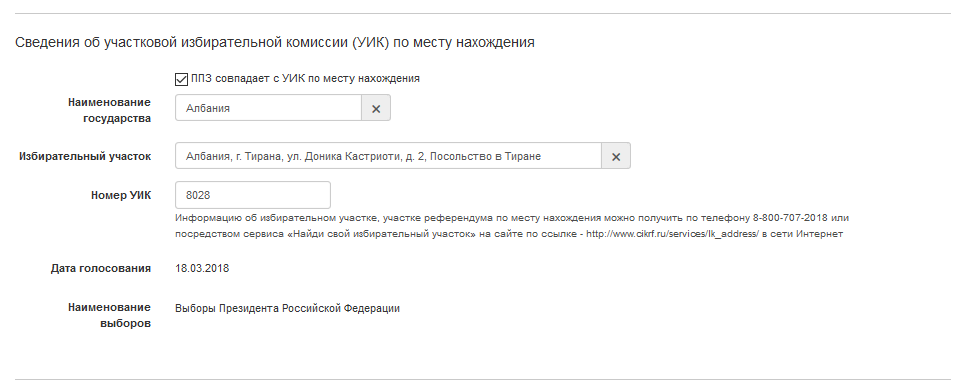 Сведения об участковой избирательной комиссии (УИК) по месту нахождения
ППЗ совпадает с УИК по месту нахождения
Наименование
государства
Албания
Избирательный участок
Албания, г. Тирана, ул. Доника Кастриоти, д. 2, Посольство в Тиране
Номер УИК
8028
Информацию об избирательном участке, участке референдума по месту нахождения можно получить по телефону 8-800-707-2018 или
посредством сервиса «Найди свой избирательный участок» на сайте по ссылке - http://www.cikrf.ru/services/lk_address/ в сети Интернет
Дата голосования
18.03.2018
Наименование
выборов
Выборы Президента Российской Федерации